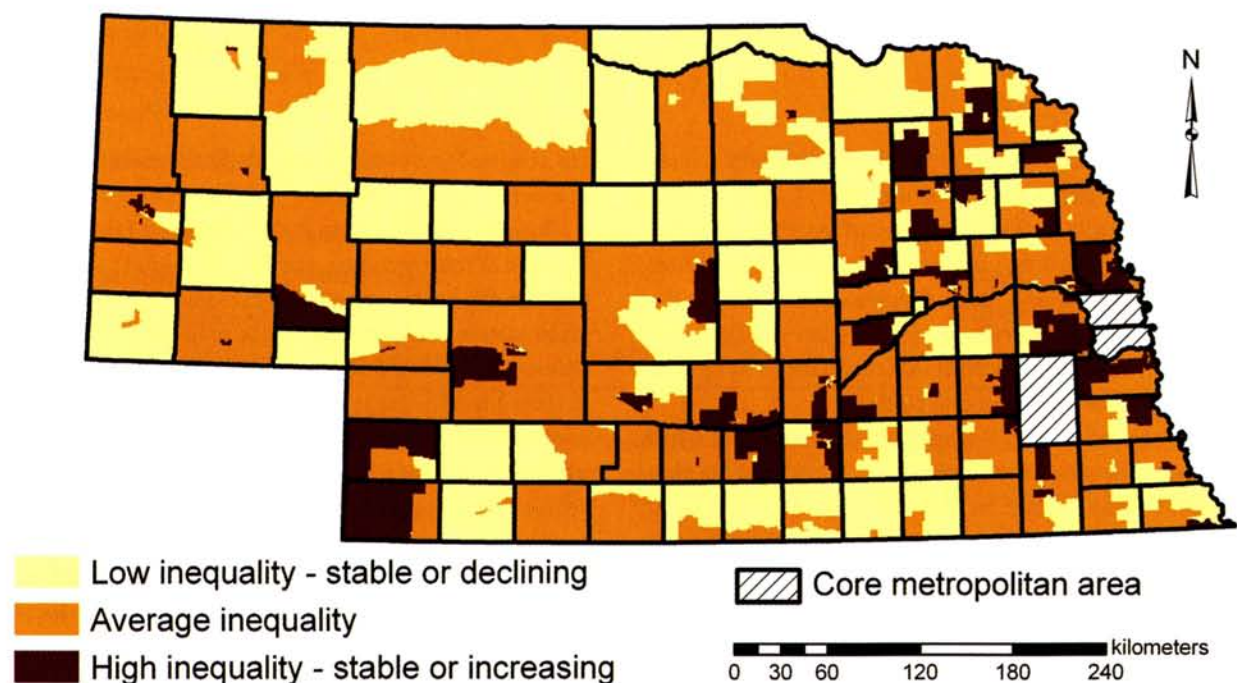 N
Low inequality - stable or declining
Average inequality
High inequality - stable or increasing
Core metropolitan area
kilometers
0 30 60 120 180 240